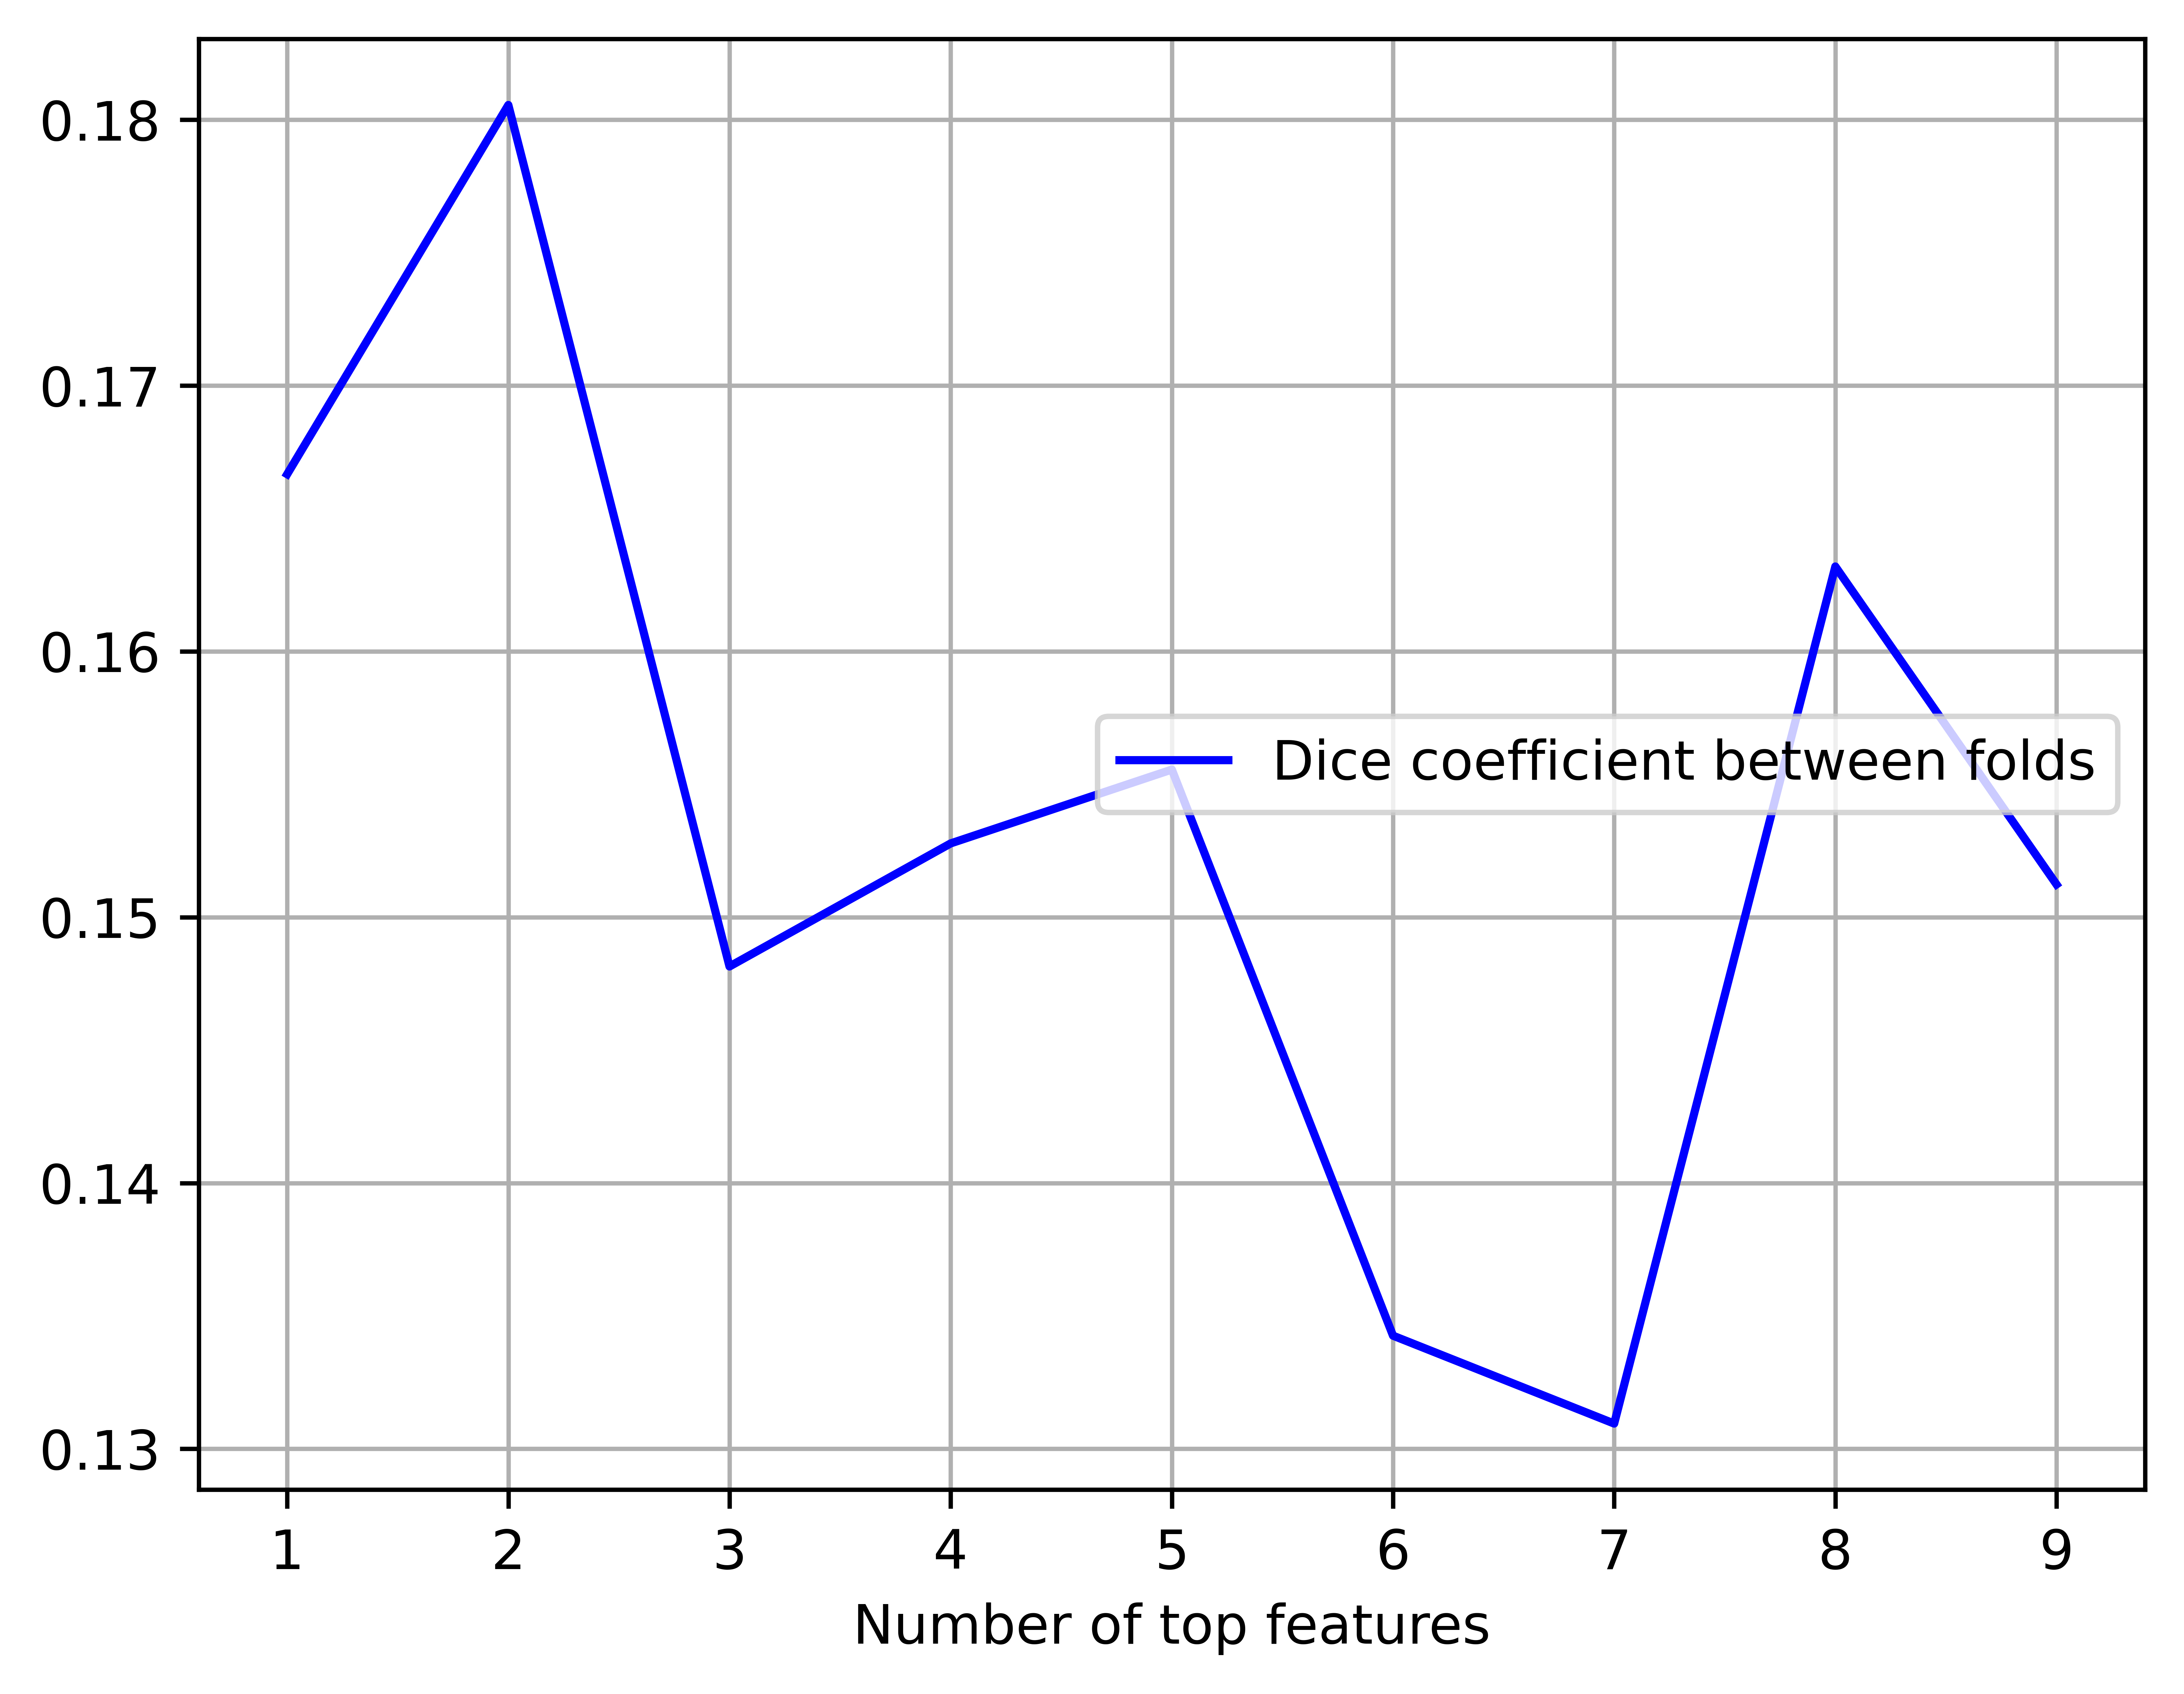 0.18
0.17
0.16
0.15
0.14
0.13
Dice coefficient between folds
1 2 3 4 5 6 7 8 9
Number of top features